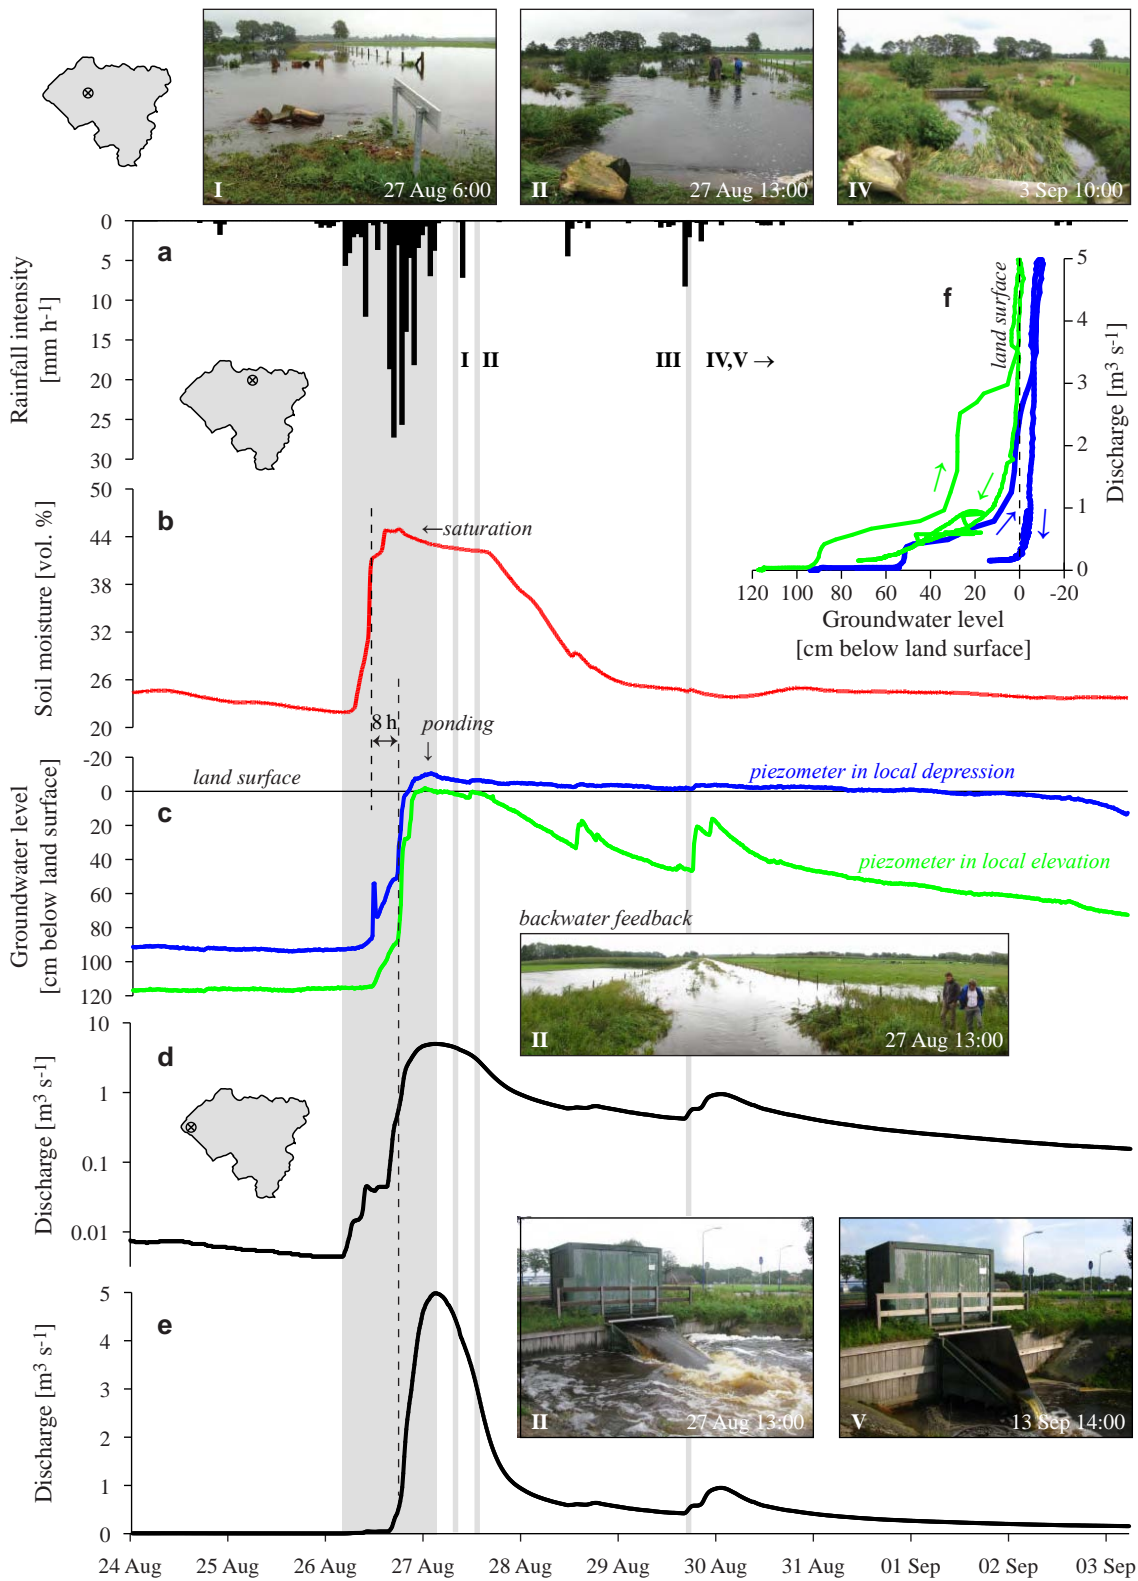 I 27 Aug 6:00
II 27 Aug 13:00
IV 3 Sep 10:00
a
Rainfall intensity
[mm h-1]
0
5
10
15
20
25
30
I II III IV,V →
f
land surface
Discharge [m3 s-1]
5
4
3
2
1
0
120 100 80 60 40 20 0 -20
Groundwater level
[cm below land surface]
b
Soil moisture [vol. %]
50
44
38
32
26
20
←saturation
8 h
ponding
↓
c
Groundwater level
[cm below land surface]
-20
0
20
40
60
80
100
120
land surface
piezometer in local depression
piezometer in local elevation
backwater feedback
II 27 Aug 13:00
d
Discharge [m3 s-1]
10
1
0.1
0.01
e
Discharge [m3 s-1]
5
4
3
2
1
0
II 27 Aug 13:00
V 13 Sep 14:00
24 Aug 25 Aug 26 Aug 27 Aug 28 Aug 29 Aug 30 Aug 31 Aug 01 Sep 02 Sep 03 Sep